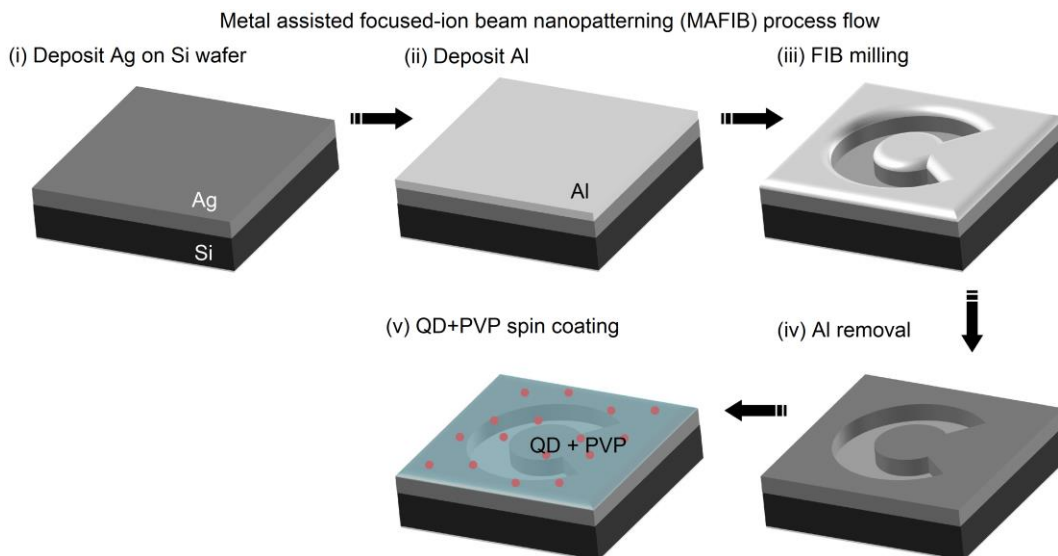 Metal assisted focused-ion beam nanopatterning (MAFIB) process flow
(i) Deposit Ag on Si wafer
(ii) Deposit Al
(iii) FIB milling
Ag
Si
Al
(v) QD+PVP spin coating
(iv) Al removal
QD + PVP